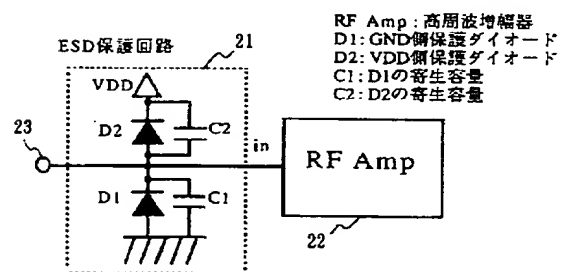 RF Amp：高周波増幅器
D1：GND側保護ダイオード
D2：VDD側保護ダイオード
C1：D1の寄生容量
C2：D2の寄生容量
ESD保護回路
21
VDD
D2
C2
23
in
RF Amp
D1
C1
22